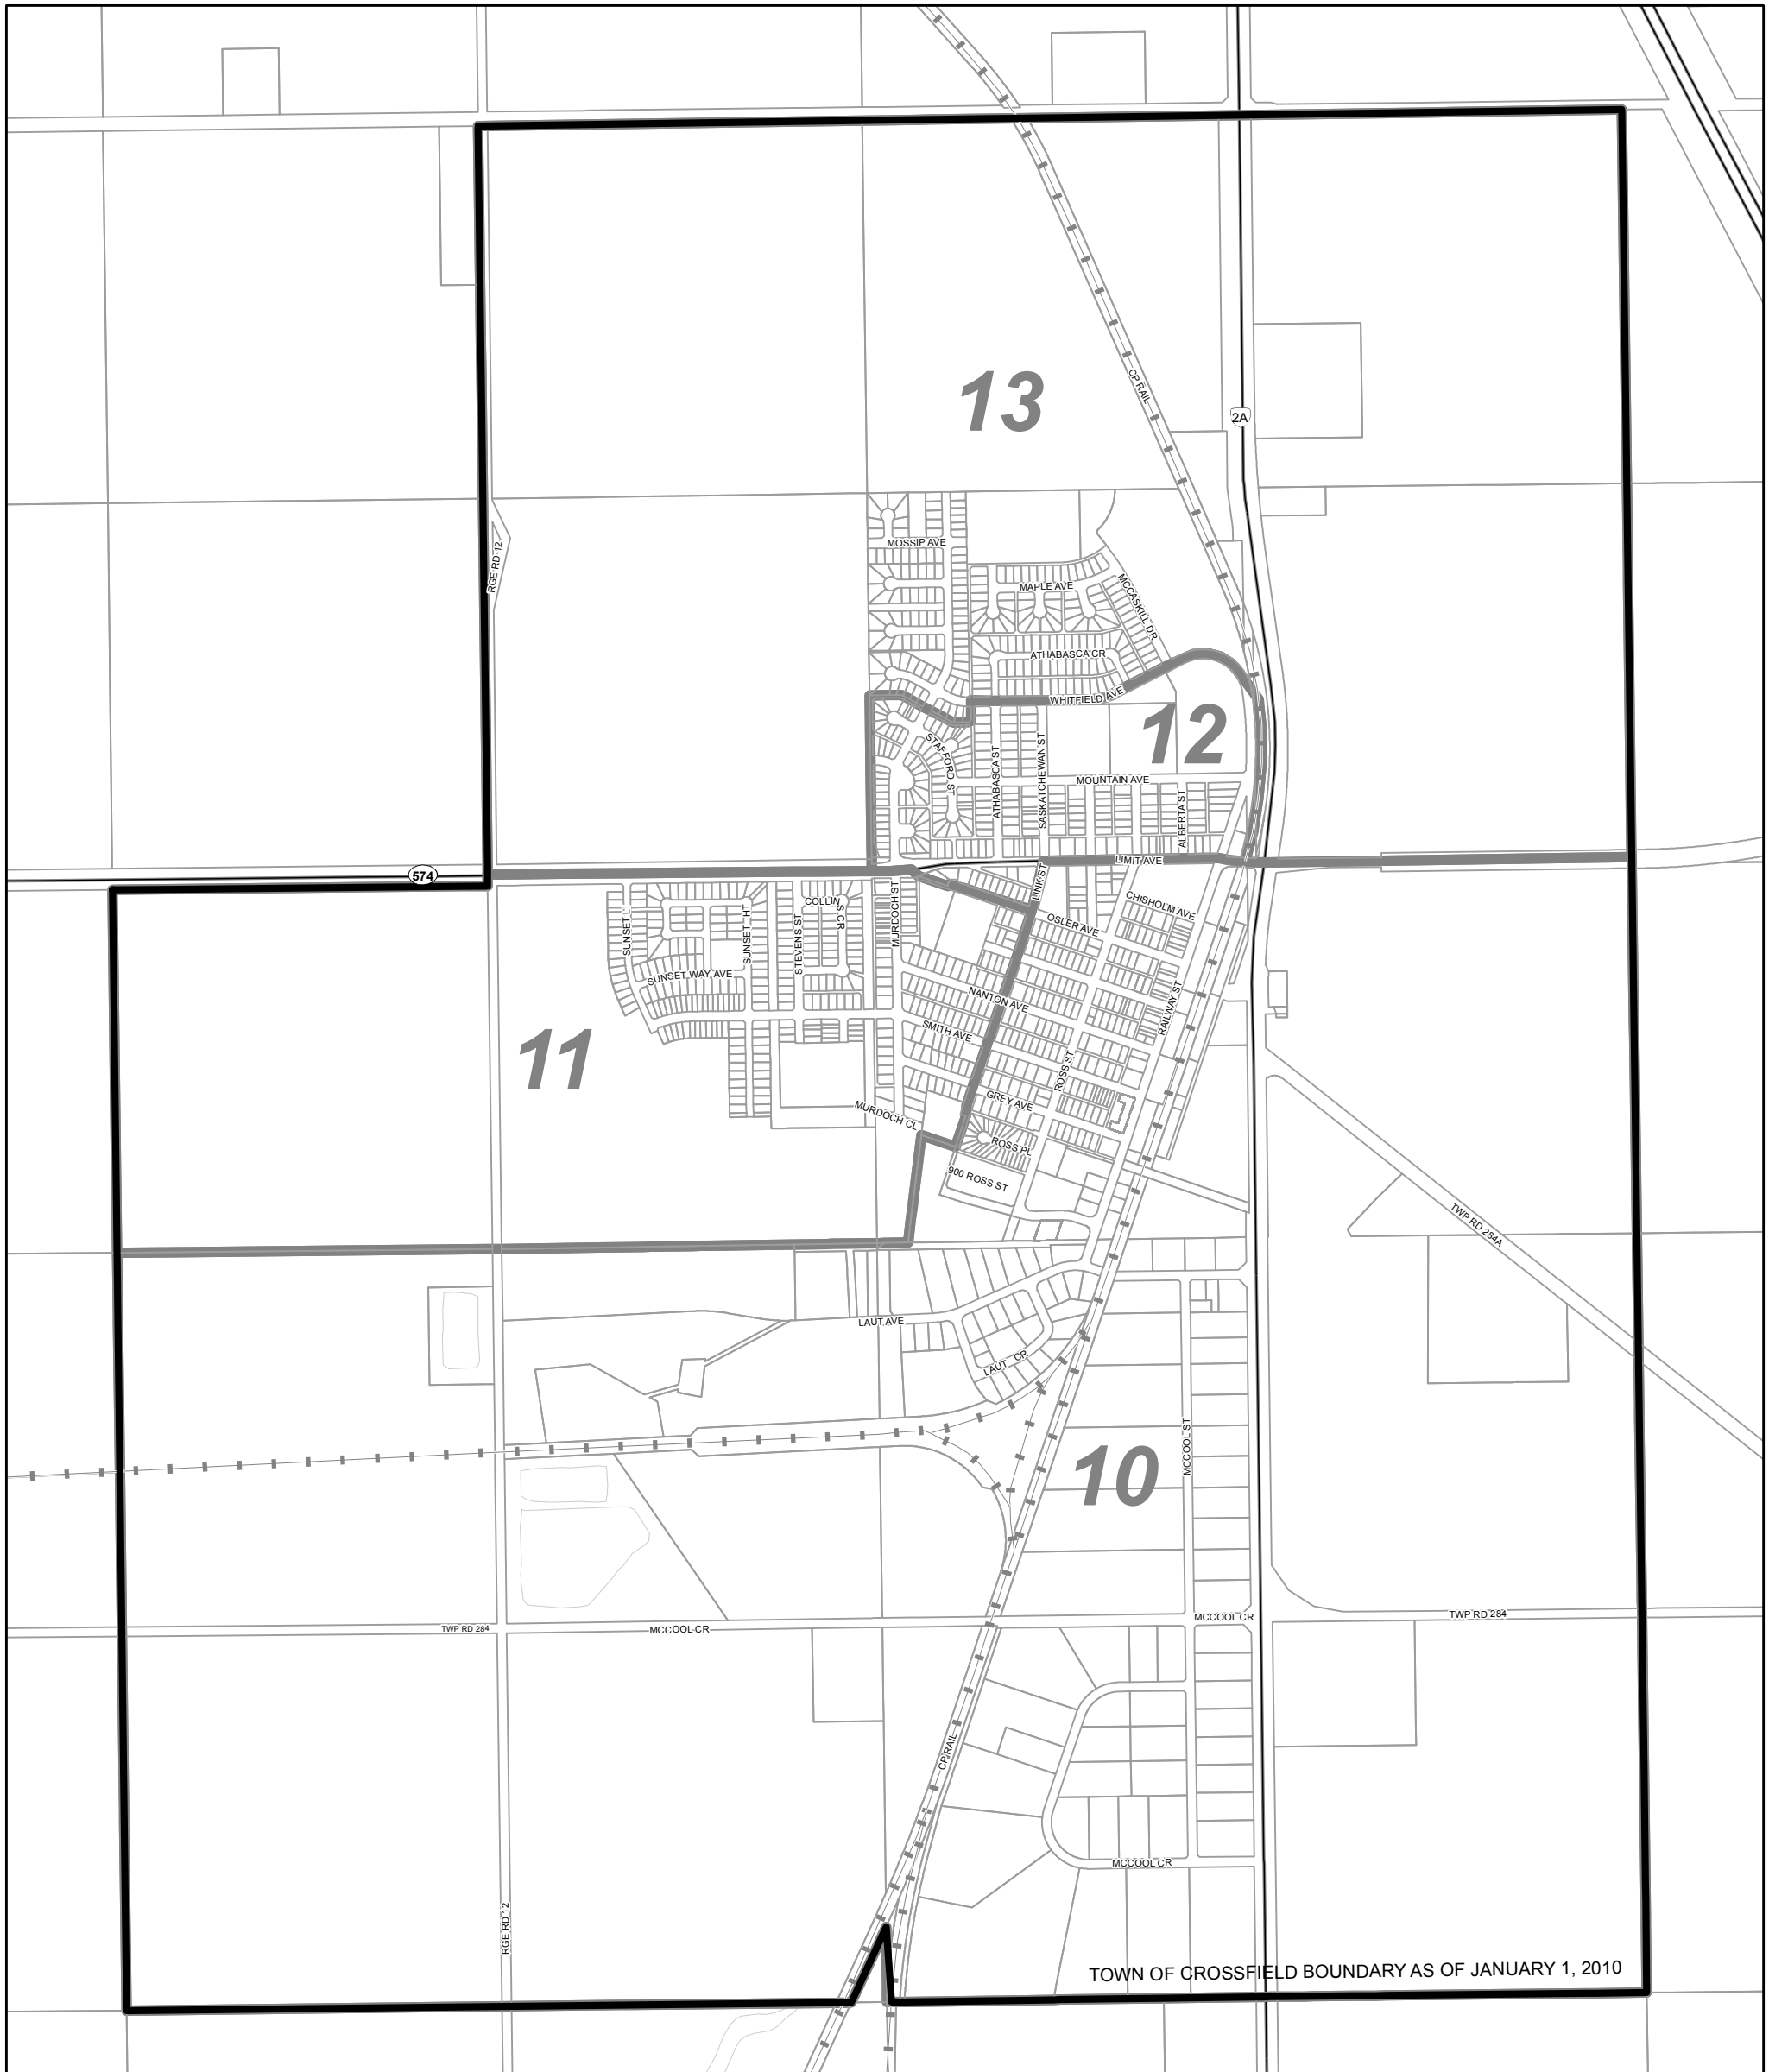 13
CP RAIL
2A
RGE RD 12
MOSSIP AVE
MAPLE AVE
MCCASKILL DR
ATHABASCA CR
WHITFIELD AVE
12
STAFFORD ST
ATHABASCA ST
SASKATCHEWAN ST
MOUNTAIN AVE
ALBERTA ST
LIMIT AVE
574
LINK ST
COLLIN
S CR
MURDOCH ST
CHISHOLM AVE
OSLER AVE
SUNSET LI
SUNSET HT
STEVENS ST
SUNSET WAY AVE
NANTON AVE
RAILWAY ST
SMITH AVE
11
ROSS ST
GREY AVE
MURDOCH CL
ROSS PL
900 ROSS ST
TWP RD 284A
LAUT AVE
LAUT CR
MCCOOL ST
10
TWP RD 284
MCCOOL CR
MCCOOL CR
TWP RD 284
CP RAIL
MCCOOL CR
RGE RD 12
TOWN OF CROSSFIELD BOUNDARY AS OF JANUARY 1, 2010